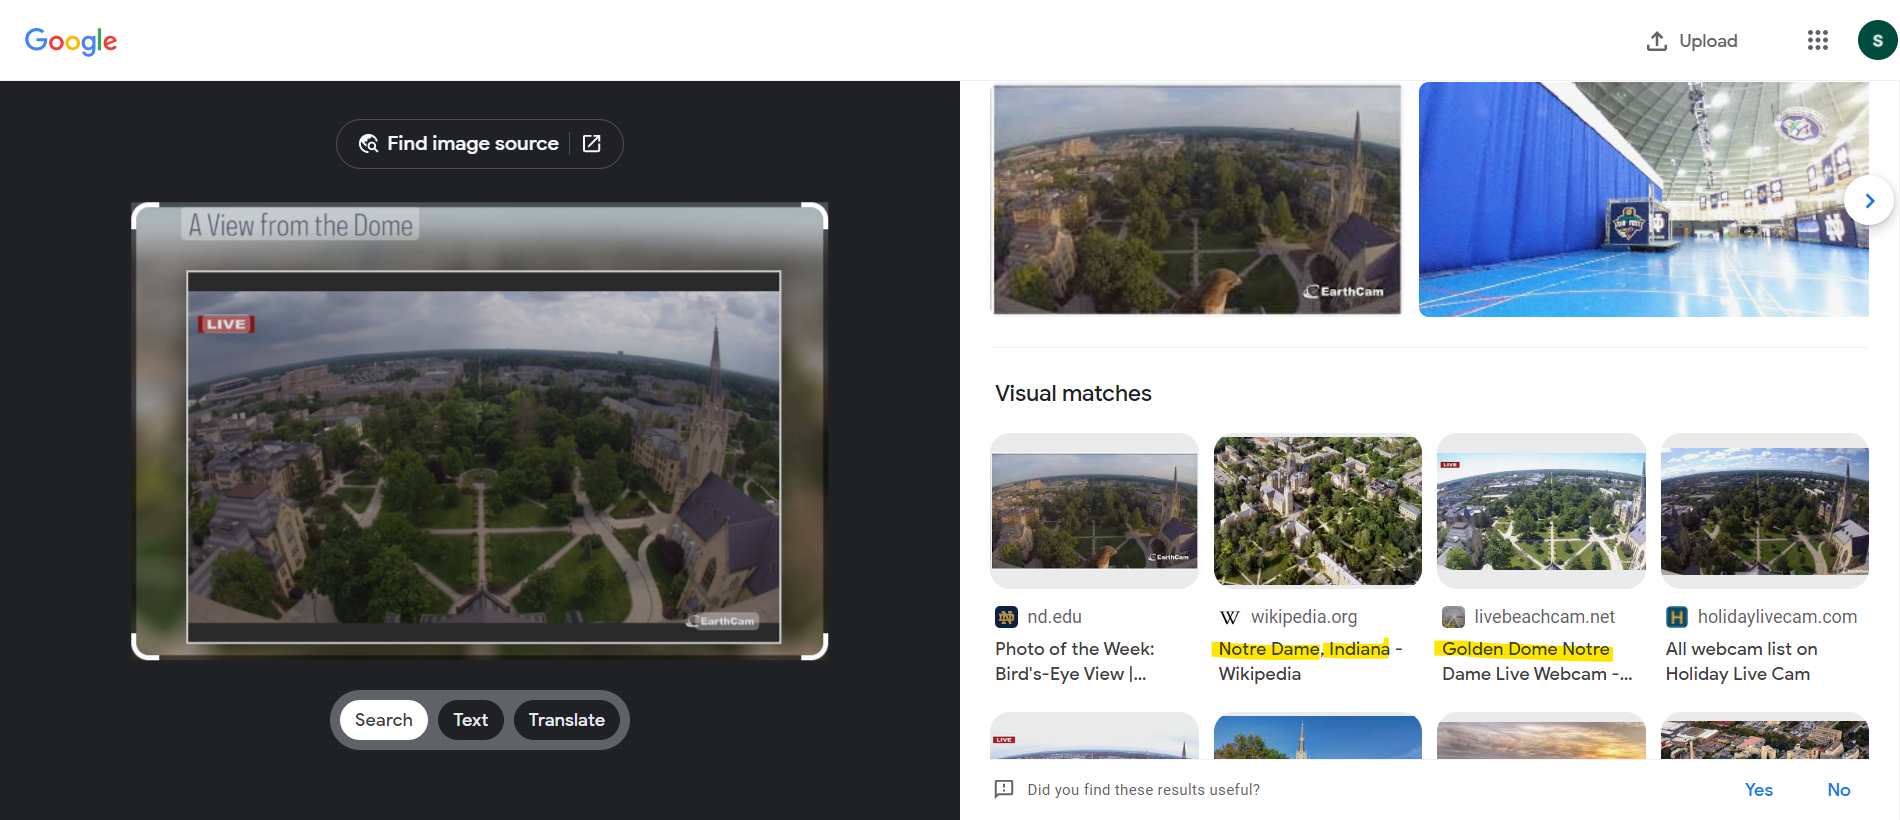 Google
Upload
S
Find image source
A View from the Dome
LIVE
EarthCam
Search
Text
Translate
EarthCam
Visual matches
LIVE
EarthCam
nd.edu
Photo of the Week:
Bird's-Eye View |...
W wikipedia.org
Notre Dame, Indiana -
Wikipedia
livebeachcam.net
Golden Dome Notre
Dame Live Webcam -...
H holidaylivecam.com
All webcam list on
Holiday Live Cam
LIVE
Did you find these results useful?
Yes
No